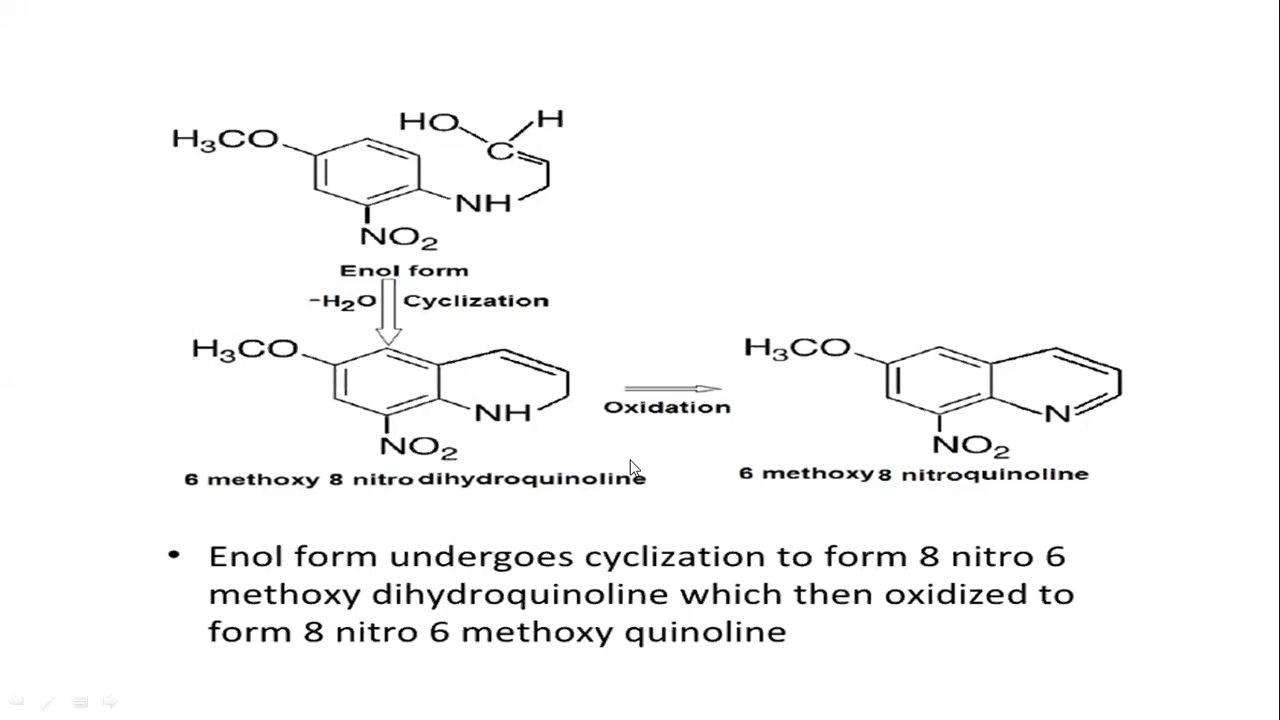 HO H
H₃CO C
NH
NO₂
Enol form
-H₂O Cyclization
H₃CO
NH
NO₂
6 methoxy 8 nitro dihydroquinoline
Oxidation
H₃CO
N
NO₂
6 methoxy 8 nitroquinoline
• Enol form undergoes cyclization to form 8 nitro 6
methoxy dihydroquinoline which then oxidized to
form 8 nitro 6 methoxy quinoline